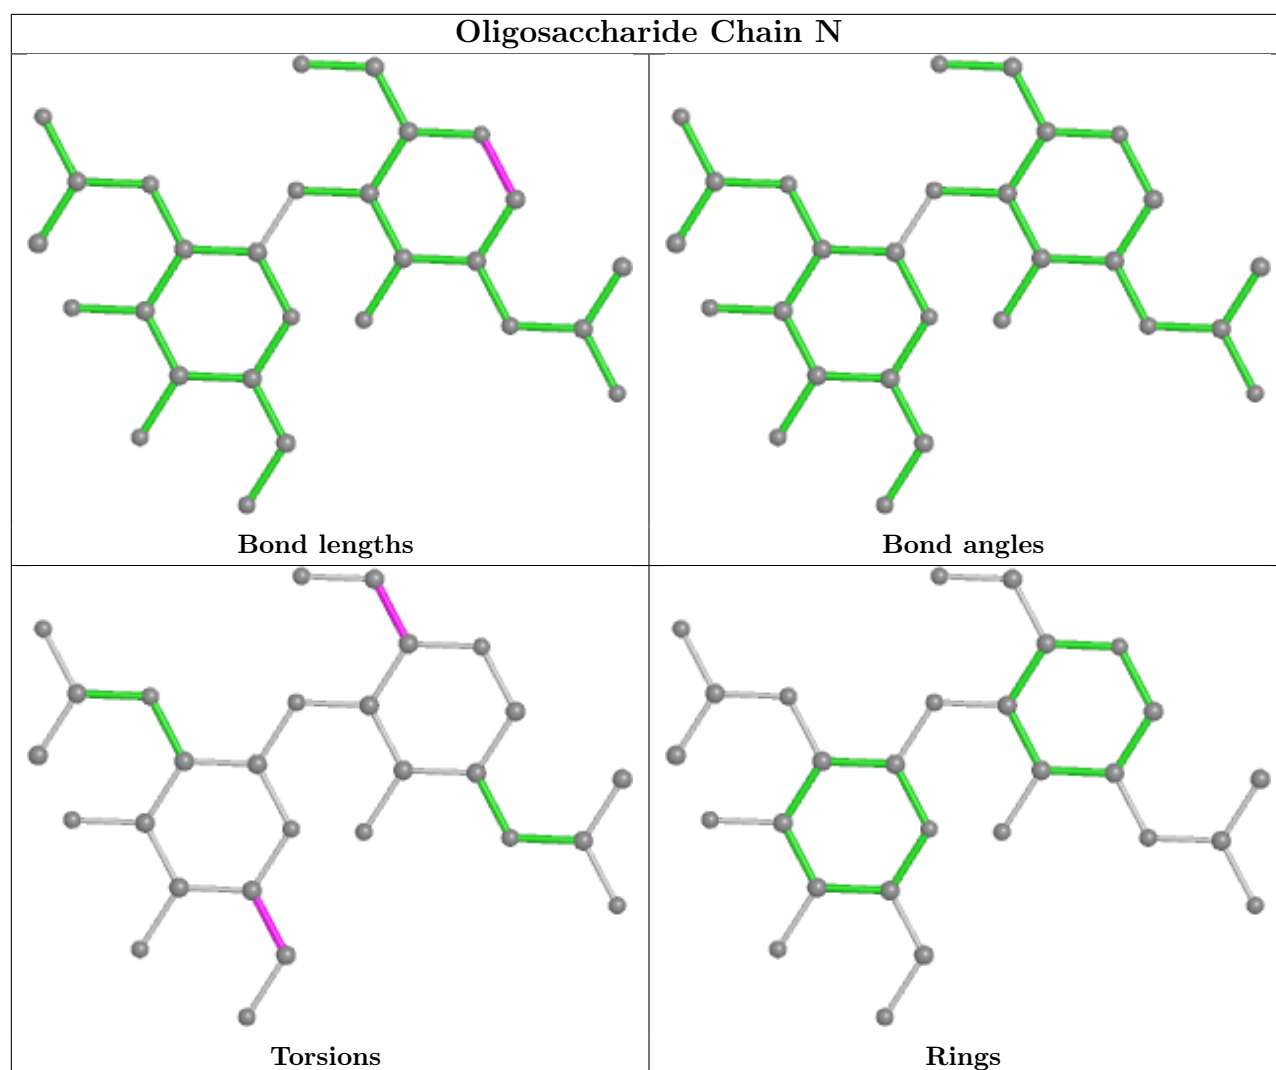 Oligosaccharide Chain N
Bond lengths
Bond angles
Torsions
Rings